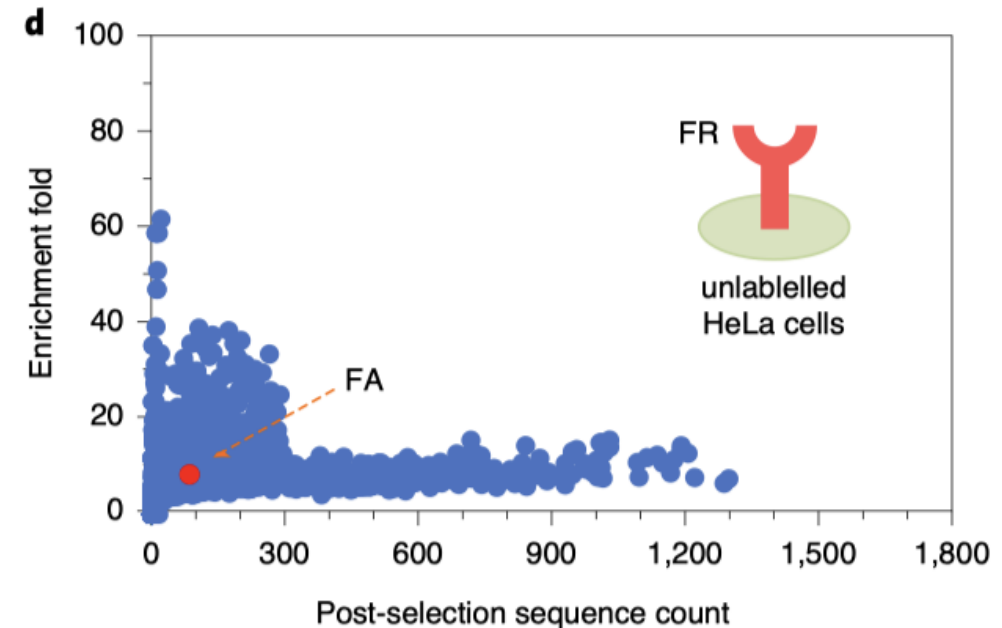 d
100
80
60
40
20
0
Enrichment fold
FR
unlablelled
HeLa cells
FA
0 300 600 900 1,200 1,500 1,800
Post-selection sequence count